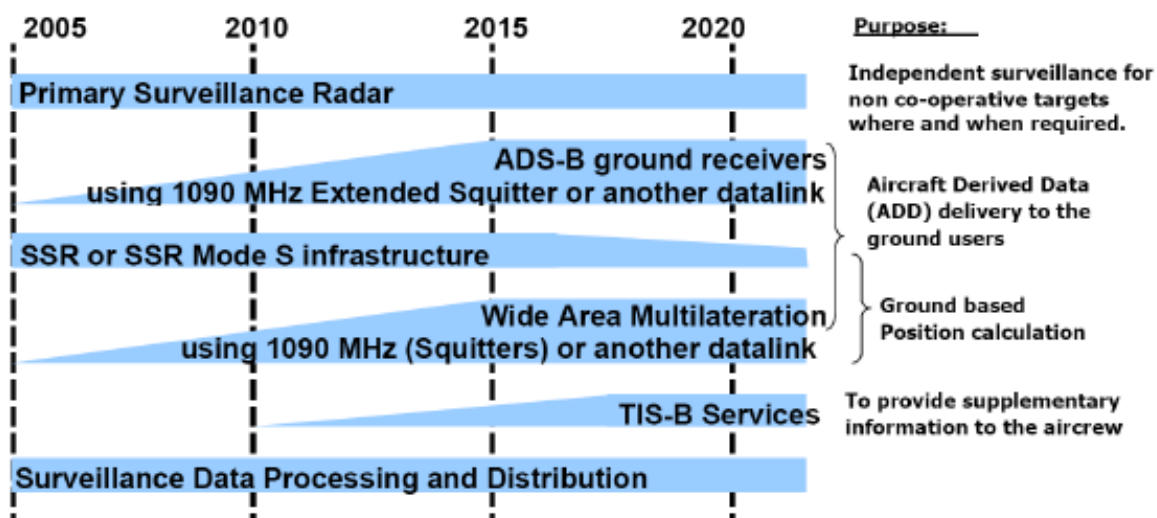 2005 2010 2015 2020 Purpose:
Independent surveillance for
non co-operative targets
where and when required.
Primary Surveillance Radar
ADS-B ground receivers
using 1090 MHz Extended Squitter or another datalink
Aircraft Derived Data
(ADD) delivery to the
ground users
SSR or SSR Mode S infrastructure
Wide Area Multilateration
using 1090 MHz (Squitters) or another datalink
Ground based
Position calculation
TIS-B Services
To provide supplementary
information to the aircrew
Surveillance Data Processing and Distribution